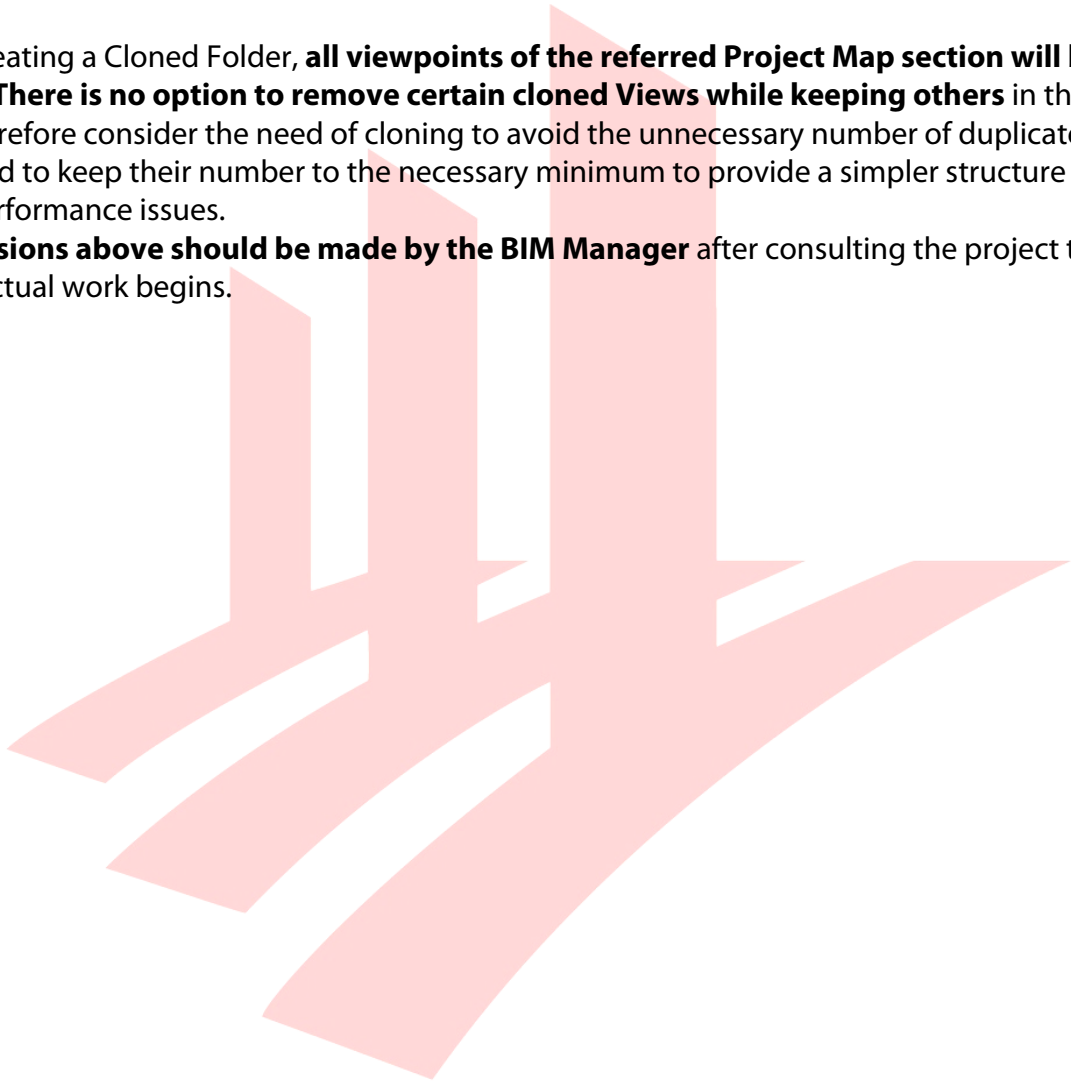 eating a Cloned Folder, all viewpoints of the referred Project Map section will
There is no option to remove certain cloned Views while keeping others in th
refore consider the need of cloning to avoid the unnecessary number of duplicat
d to keep their number to the necessary minimum to provide a simpler structure
rformance issues.
sions above should be made by the BIM Manager after consulting the project
ctual work begins.